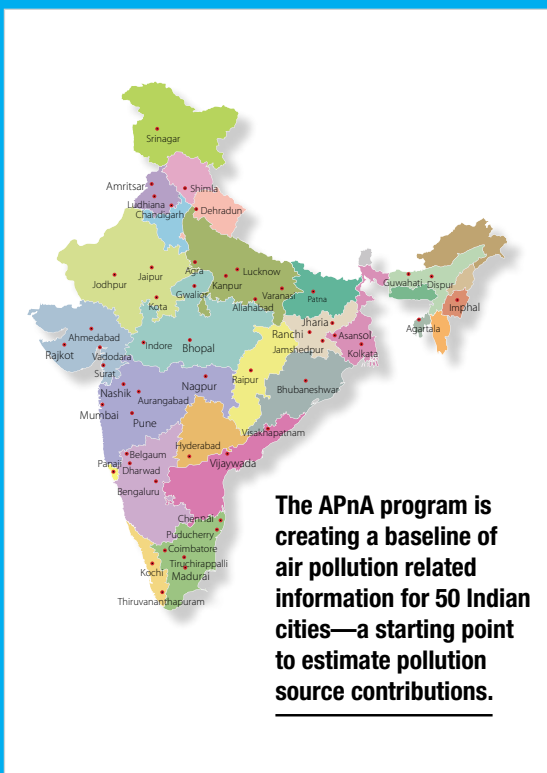 Srinagar
Amritsar
Shimla
Ludhiana
Chandigarh
Dehradun
Agra
Lucknow
Jaipur
Jodhpur
Kanpur
Gwalior
Varanasi
Patna
Guwahati
Dispur
Kota
Allahabad
Imphal
Jharia
Agartala
Ahmedabad
Ranchi
Asansol
Indore
Bhopal
Rajkot
Vadodara
Jamshedpur
Kolkata
Surat
Raipur
Nagpur
Bhubaneshwar
Nashik
Aurangabad
Mumbai
Pune
Visakhapatnam
Hyderabad
Belgaum
Panaji
Vijaywada
Dharwad
Bengaluru
Chennai
Puducherry
Coimbatore
Tiruchirappalli
Kochi
Madurai
Thiruvananthapuram
The APnA program is
creating a baseline of
air pollution related
information for 50 Indian
cities—a starting point
to estimate pollution
source contributions.